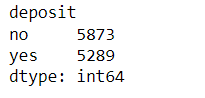 deposit
no     5873
yes    5289
dtype: int64